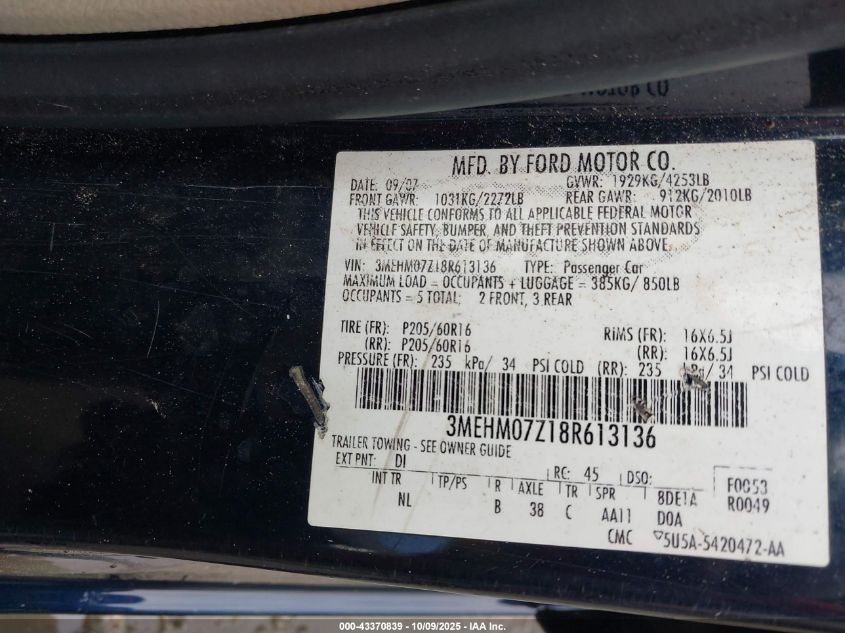 MFD. BY FORD MOTOR CO.
DATE: 09/07 GVWR: 1929KG/4253LB
FRONT GAWR: 1031KG/2272LB REAR GAWR: 912KG/2010LB
THIS VEHICLE CONFORMS TO ALL APPLICABLE FEDERAL MOTOR
VEHICLE SAFETY, BUMPER, AND THEFT PREVENTION STANDARDS
IN EFFECT ON THE DATE OF MANUFACTURE SHOWN ABOVE.
VIN: 3MEHM07Z18R613136 TYPE: Passenger Car
MAXIMUM LOAD = OCCUPANTS + LUGGAGE = 385KG/ 850LB
OCCUPANTS = 5 TOTAL: 2 FRONT, 3 REAR
TIRE (FR): P205/60R16 RIMS (FR): 16X6.5J
(RR): P205/60R16 (RR): 16X6.5J
PRESSURE (FR): 235 kPa/ 34 PSI COLD (RR): 235 kPa/ 34 PSI COLD
3MEHM07Z18R613136
TRAILER TOWING - SEE OWNER GUIDE
EXT PNT: DI RC: 45 DSO: F0053
INT TR TP/PS R AXLE TR SPR 8DE1A R0049
NL B 38 C AA11 D0A
CMC 5U5A-5420472-AA
000-43370839 - 10/09/2025 - IAA Inc.